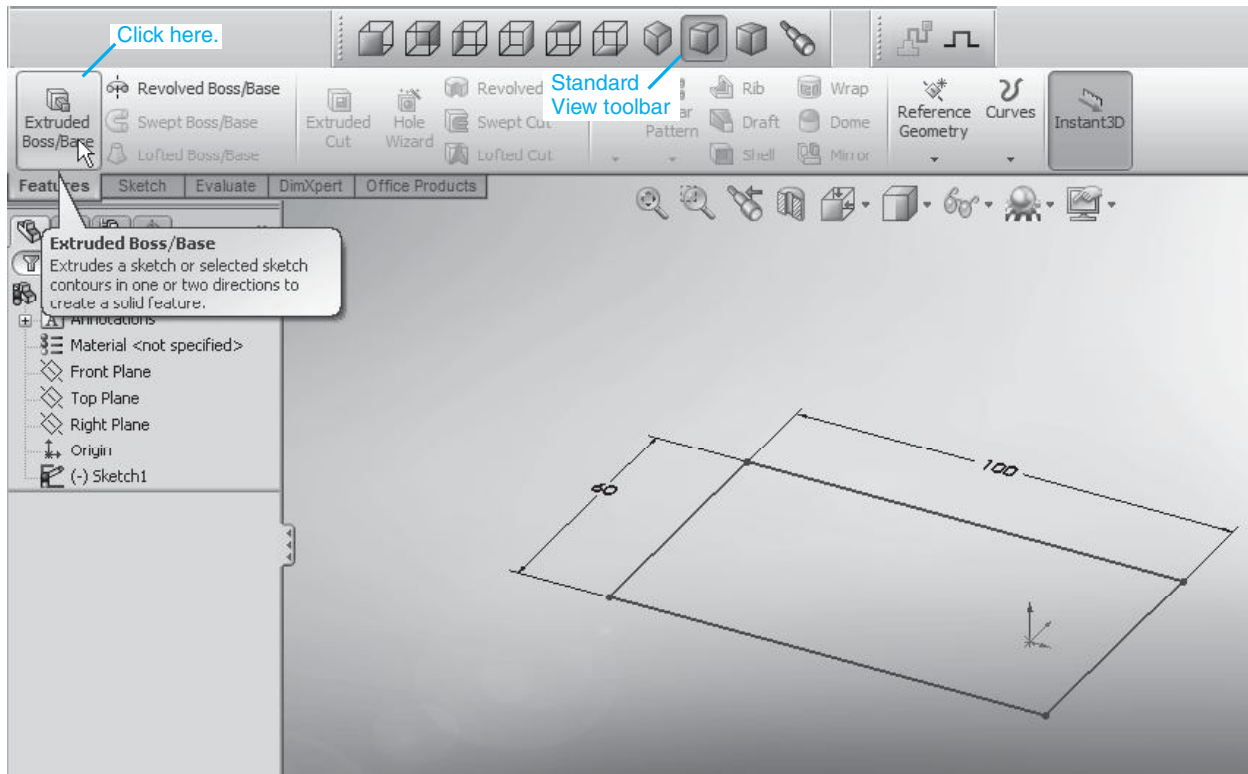 Click here.
Standard
View toolbar
Extruded
Boss/Base
Revolved Boss/Base
Swept Boss/Base
Lofted Boss/Base
Extruded
Cut
Hole
Wizard
Revolved
Swept Cut
Lofted Cut
Pattern
Rib
Draft
Shell
Wrap
Dome
Mirror
Reference
Geometry
Curves
Instant3D
Features
Sketch
Evaluate
DimXpert
Office Products
Extruded Boss/Base
Extrudes a sketch or selected sketch
contours in one or two directions to
create a solid feature.
Annotations
Material <not specified>
Front Plane
Top Plane
Right Plane
Origin
(-) Sketch1
100
60